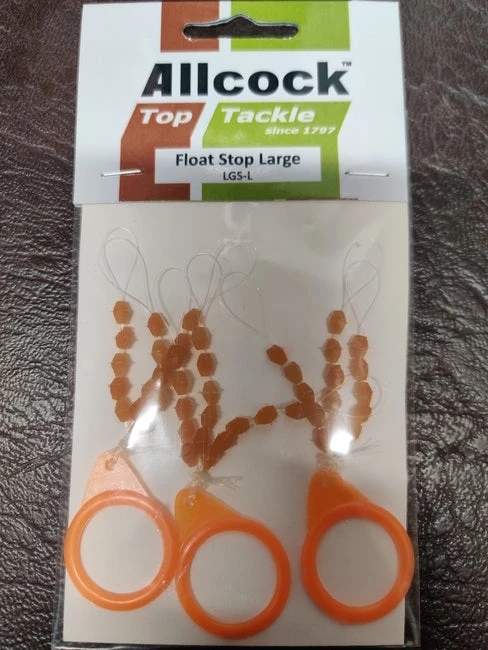 Allcock™
Top Tackle
since 1797
Float Stop Large
LGS-L